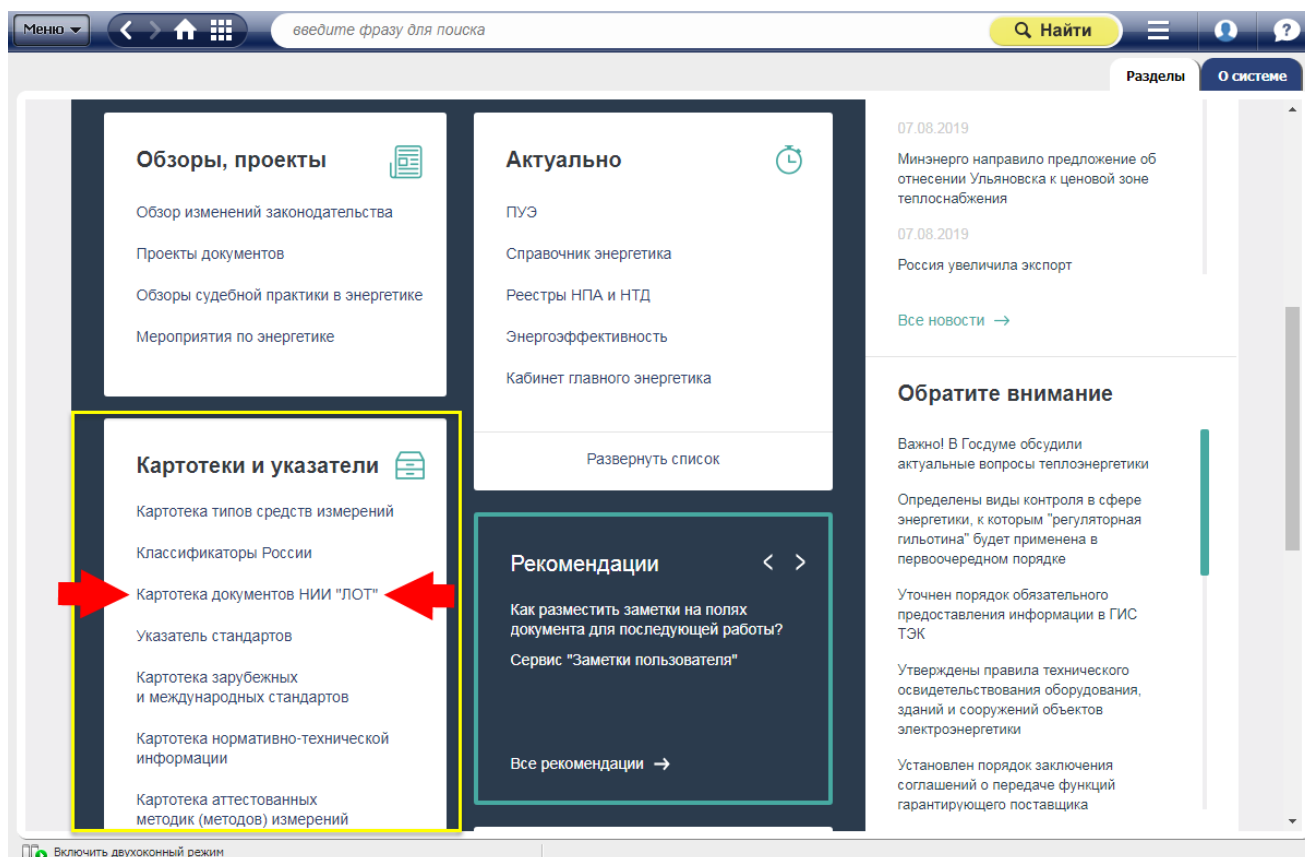 Меню
введите фразу для поиска
Найти
Разделы
О системе
Обзоры, проекты
Обзор изменений законодательства
Проекты документов
Обзоры судебной практики в энергетике
Мероприятия по энергетике
Картотеки и указатели
Картотека типов средств измерений
Классификаторы России
Картотека документов НИИ "ЛОТ"
Указатель стандартов
Картотека зарубежных
и международных стандартов
Картотека нормативно-технической
информации
Картотека аттестованных
методик (методов) измерений
Актуально
ПУЭ
Справочник энергетика
Реестры НПА и НТД
Энергоэффективность
Кабинет главного энергетика
Развернуть список
Рекомендации
Как разместить заметки на полях
документа для последующей работы?
Сервис "Заметки пользователя"
Все рекомендации →
07.08.2019
Минэнерго направило предложение об
отнесении Ульяновска к ценовой зоне
теплоснабжения
07.08.2019
Россия увеличила экспорт
Все новости →
Обратите внимание
Важно! В Госдуме обсудили
актуальные вопросы теплоэнергетики
Определены виды контроля в сфере
энергетики, к которым "регуляторная
гильотина" будет применена в
первоочередном порядке
Уточнен порядок обязательного
предоставления информации в ГИС
ТЭК
Утверждены правила технического
освидетельствования оборудования,
зданий и сооружений объектов
электроэнергетики
Установлен порядок заключения
соглашений о передаче функций
гарантирующего поставщика
Включить двухоконный режим